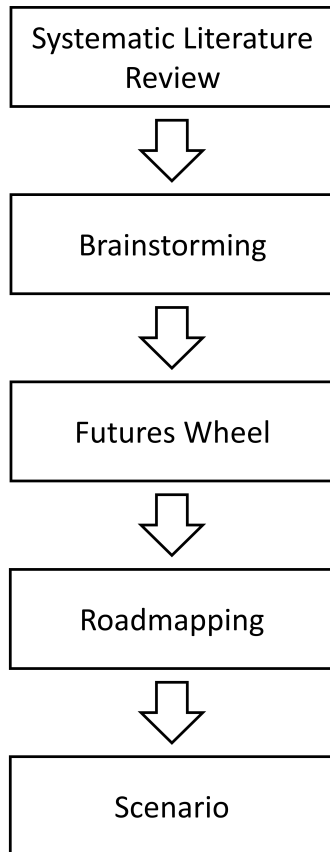 Systematic Literature
Review
Brainstorming
Futures Wheel
Roadmapping
Scenario